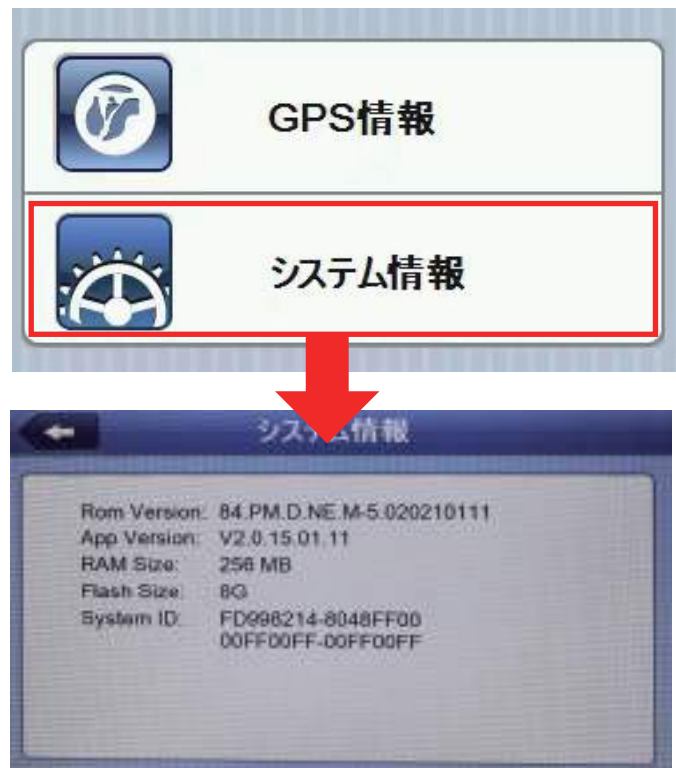 GPS情報
システム情報
システム情報
Rom Version: 84.PM.D.NE.M-5.020210111
App Version: V2.0.15.01.11
RAM Size: 256 MB
Flash Size: 8G
System ID: FD998214-8048FF00
00FF00FF-00FF00FF